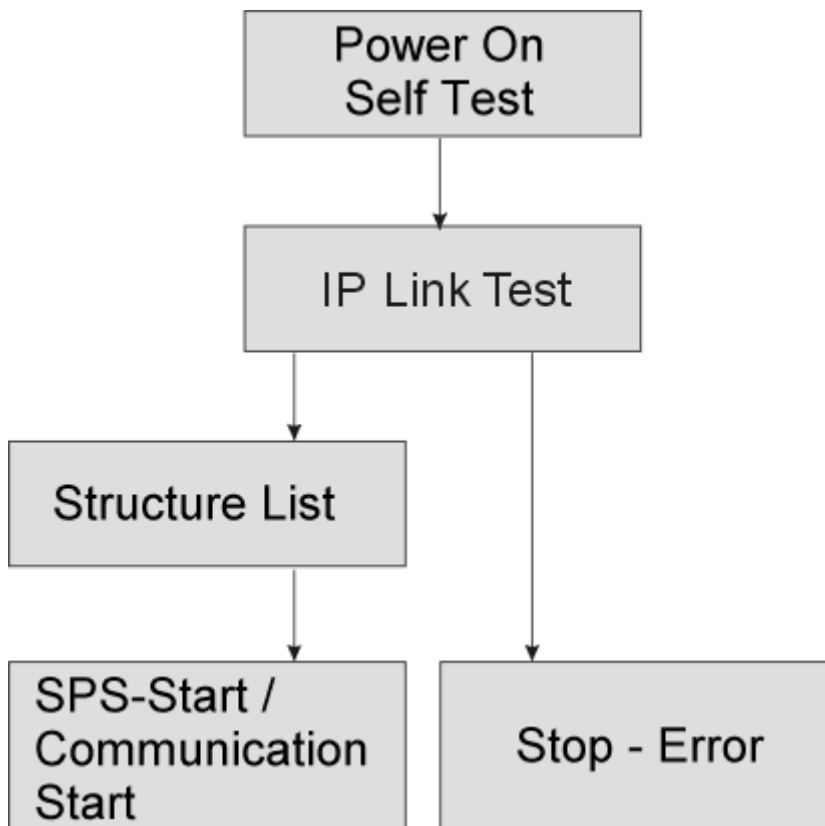 Power On
Self Test
IP Link Test
Structure List
SPS-Start /
Communication
Start
Stop - Error